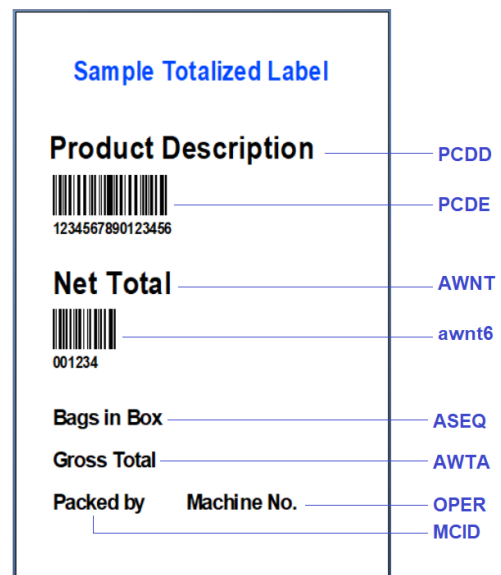 Sample Totalized Label
Product Description PCDD
PCDE
1234567890123456
Net Total AWNT
awnt6
001234
Bags in Box ASEQ
Gross Total AWTA
Packed by Machine No. OPER
MCID